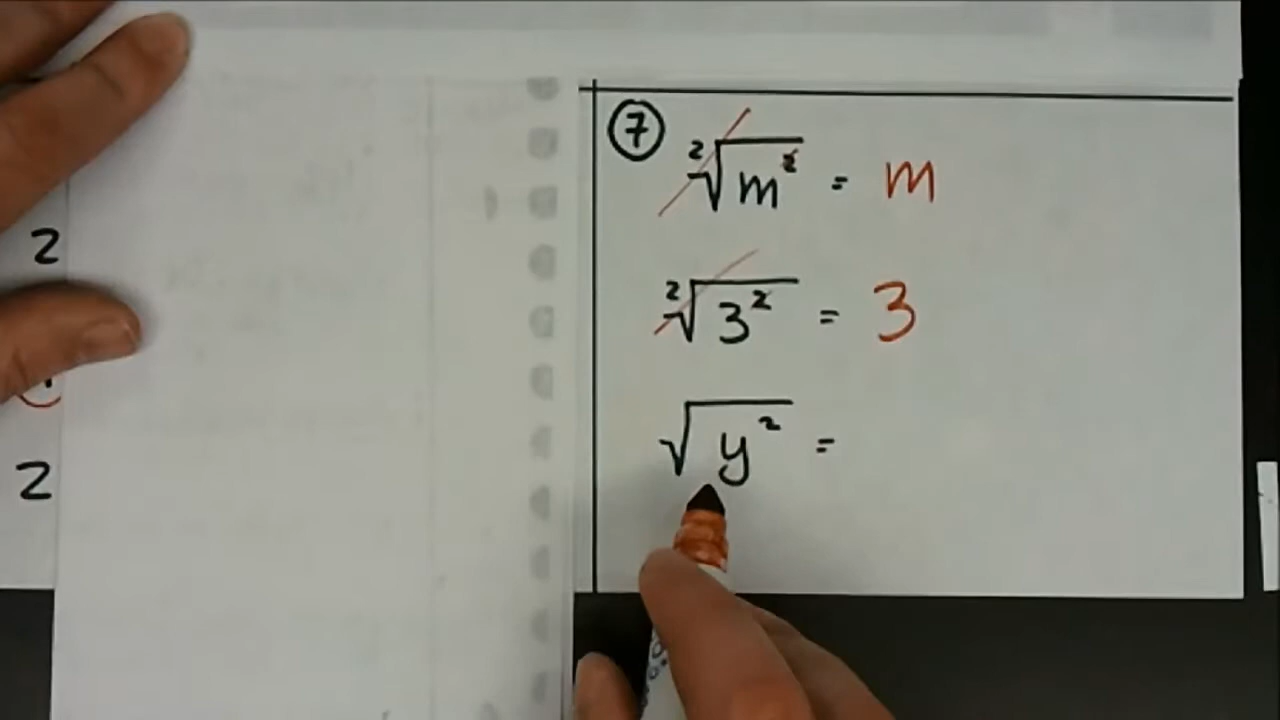 2
2
7
²√m² = m
²√3² = 3
√y² =